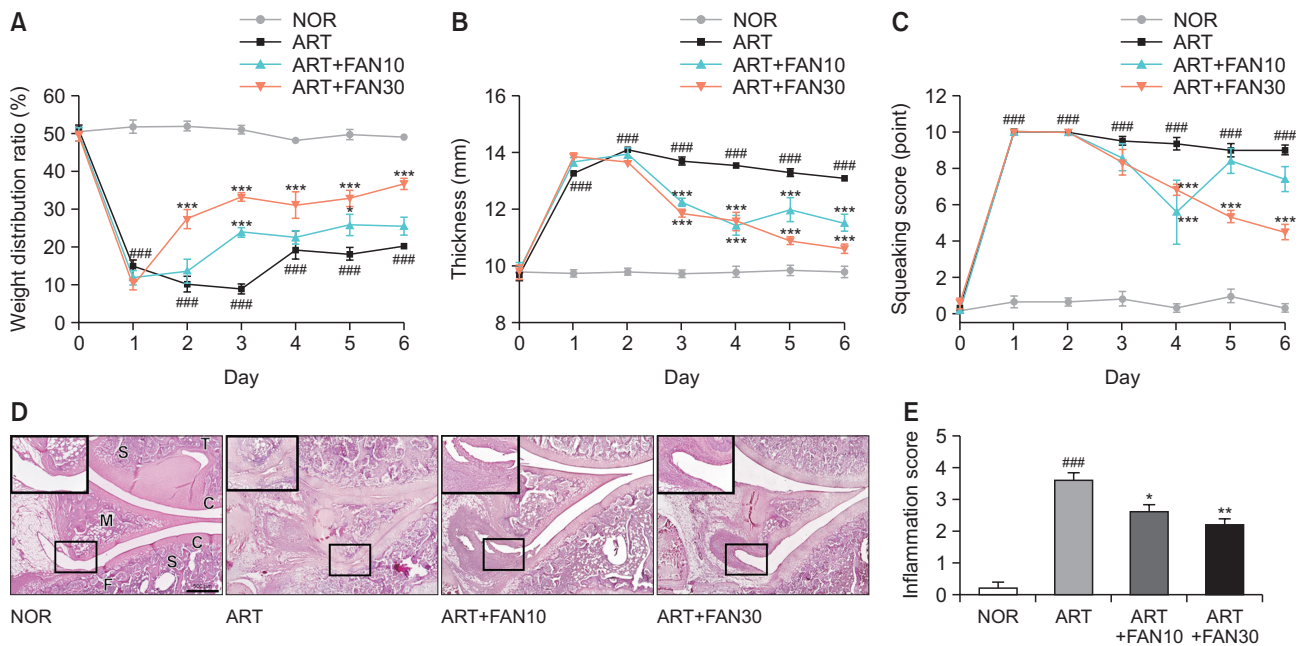 A
NOR
ART
ART+FAN10
ART+FAN30
Weight distribution ratio (%)
60
50
40
30
20
10
0
###
###
***
###
***
***
###
***
###
***
*
###
***
0 1 2 3 4 5 6
Day
B
NOR
ART
ART+FAN10
ART+FAN30
Thickness (mm)
16
14
12
10
8
###
###
###
***
***
###
***
***
###
***
***
###
***
***
0 1 2 3 4 5 6
Day
C
NOR
ART
ART+FAN10
ART+FAN30
Squeaking score (point)
12
10
8
6
4
2
0
###
###
###
###
***
***
###
***
###
***
0 1 2 3 4 5 6
Day
D
S
T
C
M
C
S
F
NOR
ART
ART+FAN10
ART+FAN30
E
Inflammation score
5
4
3
2
1
0
###
*
**
NOR
ART
ART
+FAN10
ART
+FAN30